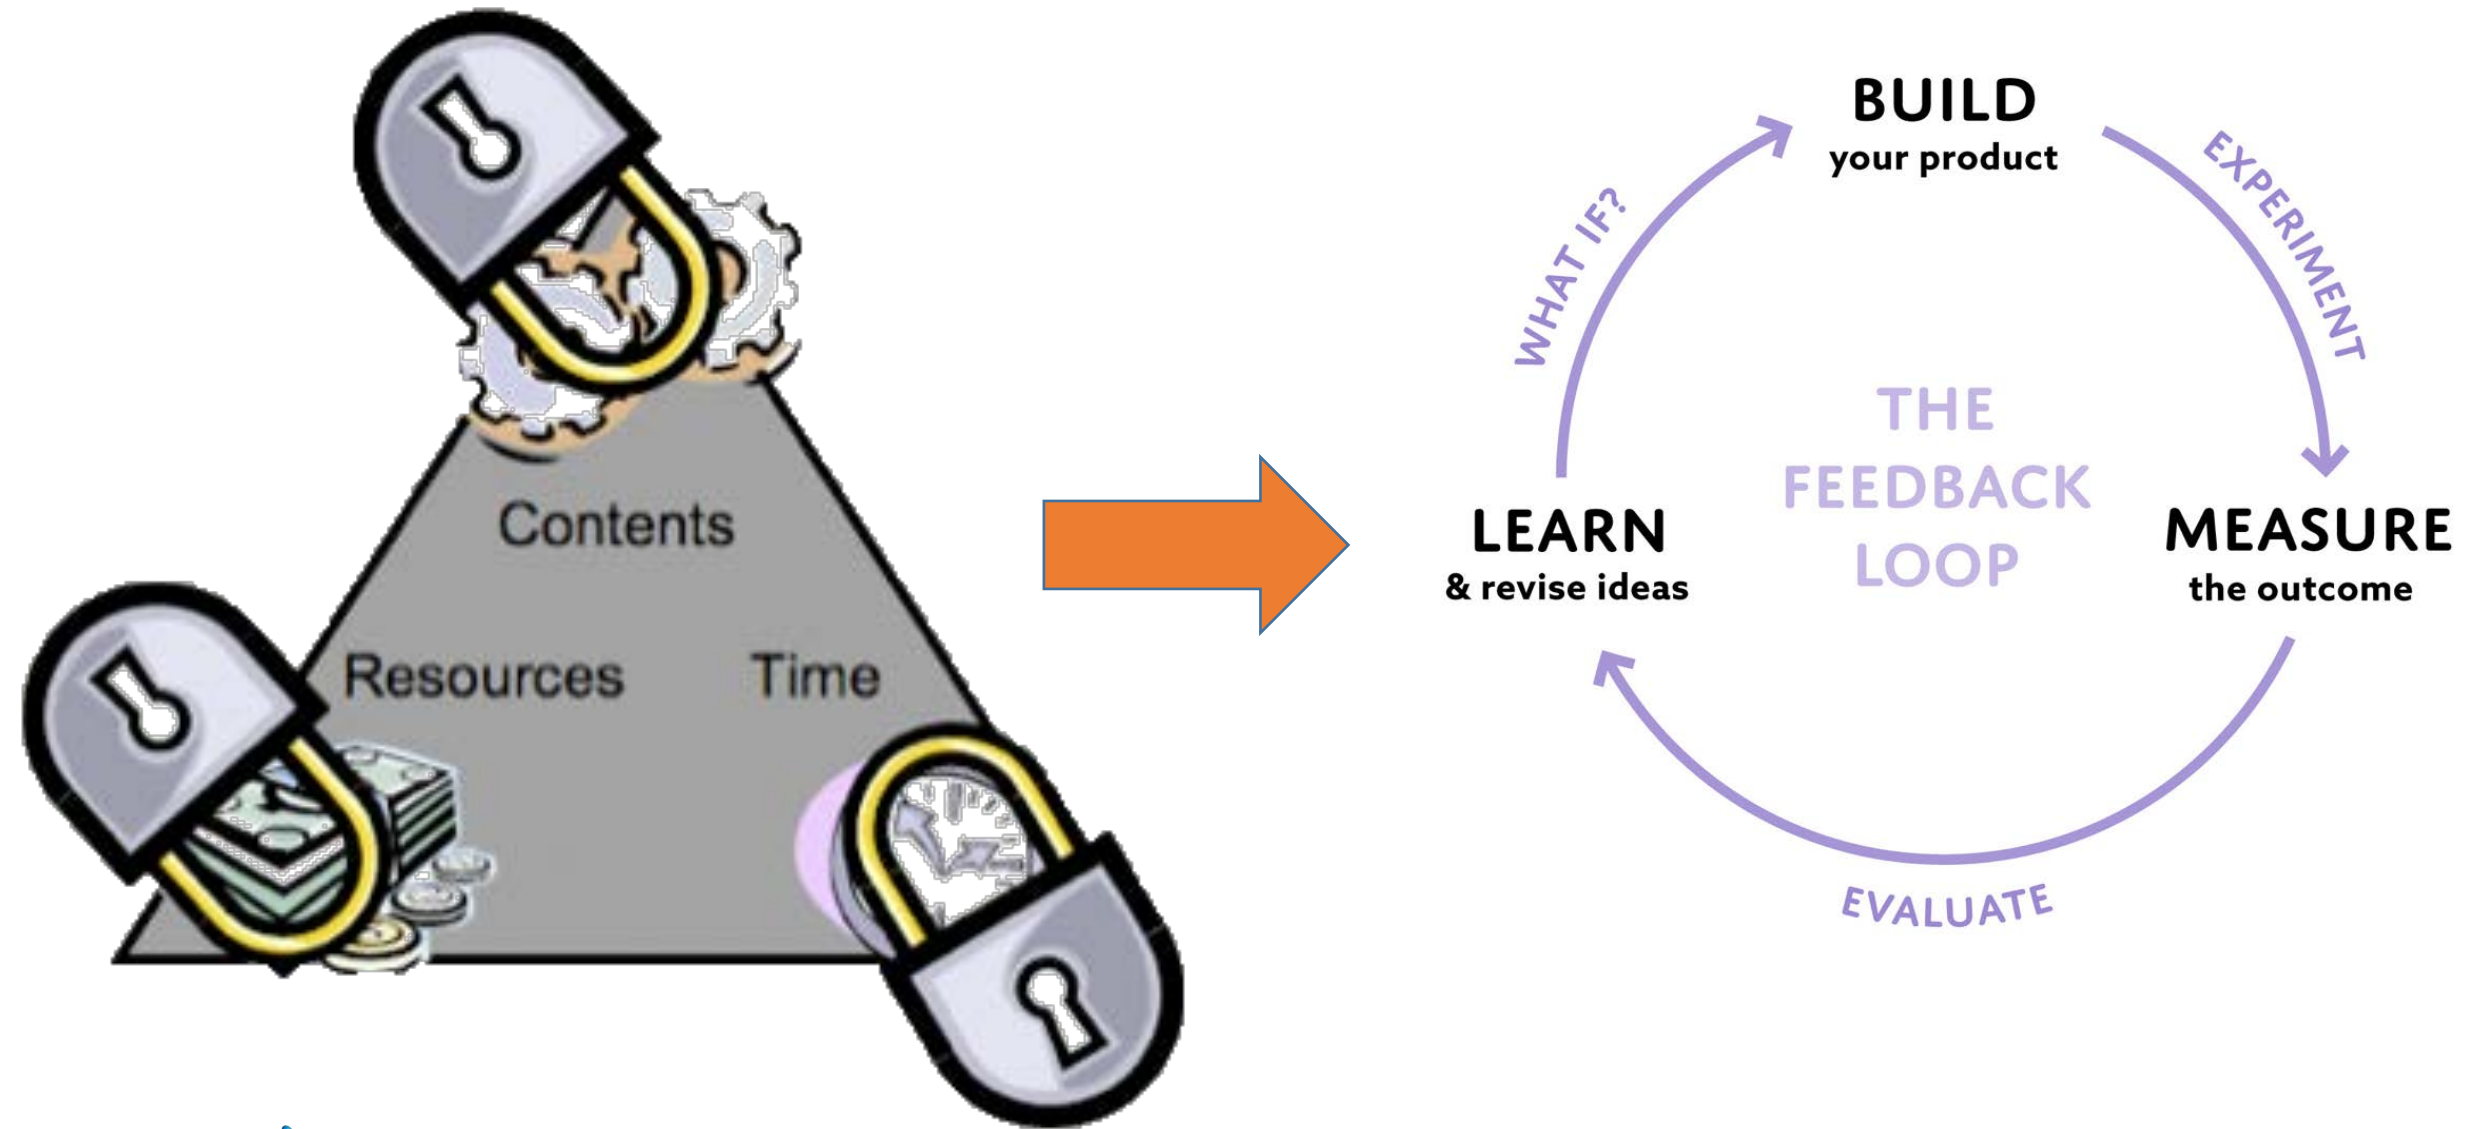 Contents
Resources
Time
BUILD
your product
EXPERIMENT
MEASURE
the outcome
EVALUATE
LEARN
& revise ideas
WHAT IF?
THE
FEEDBACK
LOOP